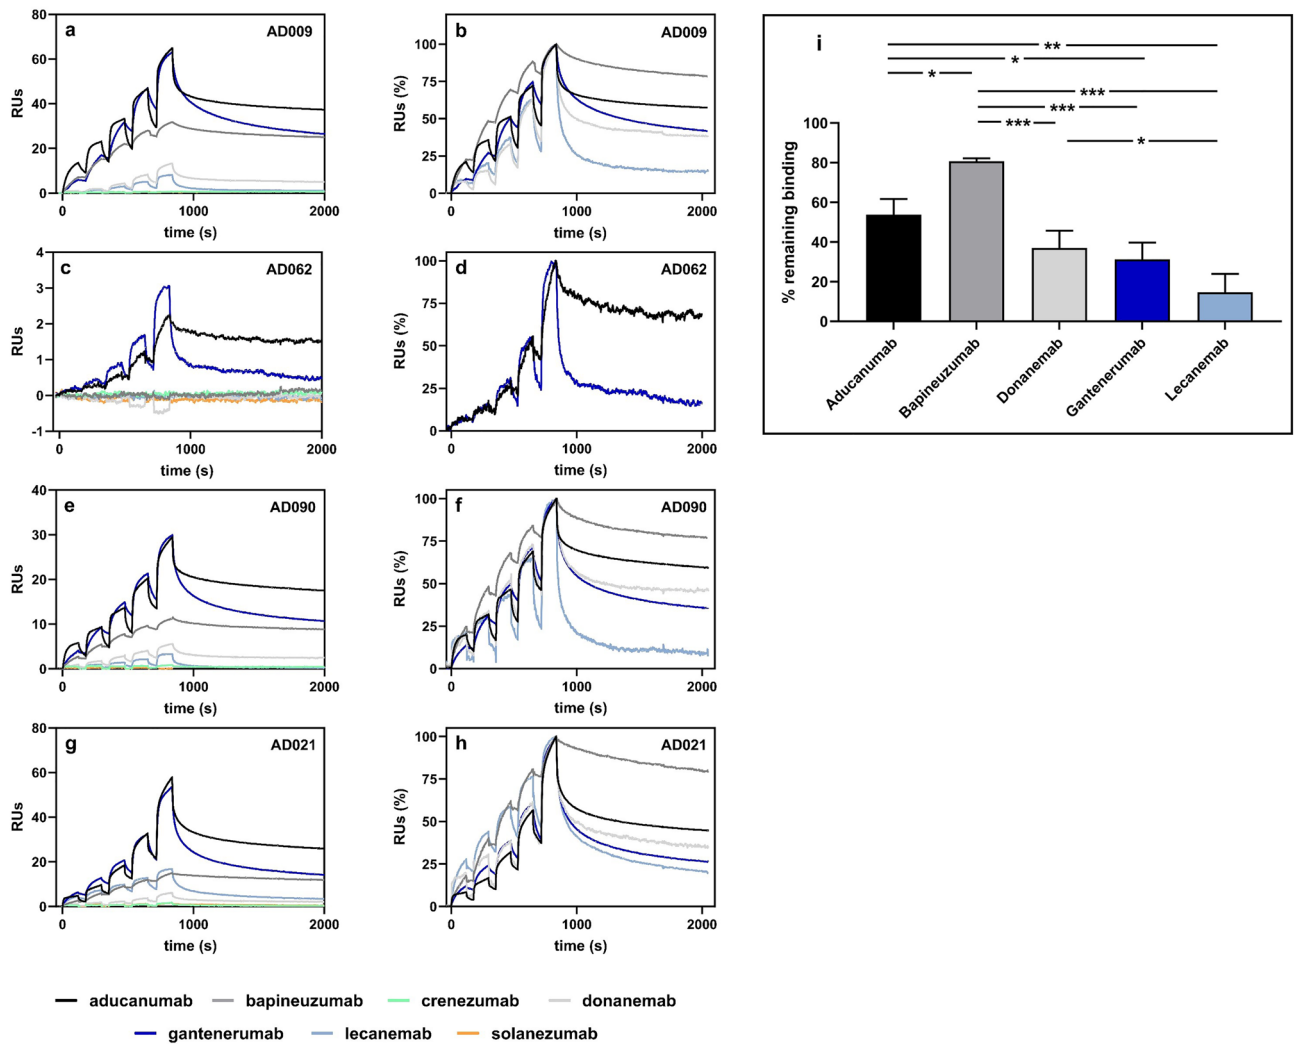 a AD009
RUs
80
60
40
20
0
0 1000 2000
time (s)
b AD009
RUs (%)
100
75
50
25
0
0 1000 2000
time (s)
c AD062
RUs
4
3
2
1
0
-1
0 1000 2000
time (s)
d AD062
RUs (%)
100
75
50
25
0
0 1000 2000
time (s)
e AD090
RUs
40
30
20
10
0
0 1000 2000
time (s)
f AD090
RUs (%)
100
75
50
25
0
0 1000 2000
time (s)
g AD021
RUs
80
60
40
20
0
0 1000 2000
time (s)
h AD021
RUs (%)
100
75
50
25
0
0 1000 2000
time (s)
i
**
*
*
***
***
***
*
% remaining binding
100
80
60
40
20
0
Aducanumab
Bapineuzumab
Donanemab
Gantenerumab
Lecanemab
aducanumab bapineuzumab crenezumab donanemab
gantenerumab lecanemab solanezumab